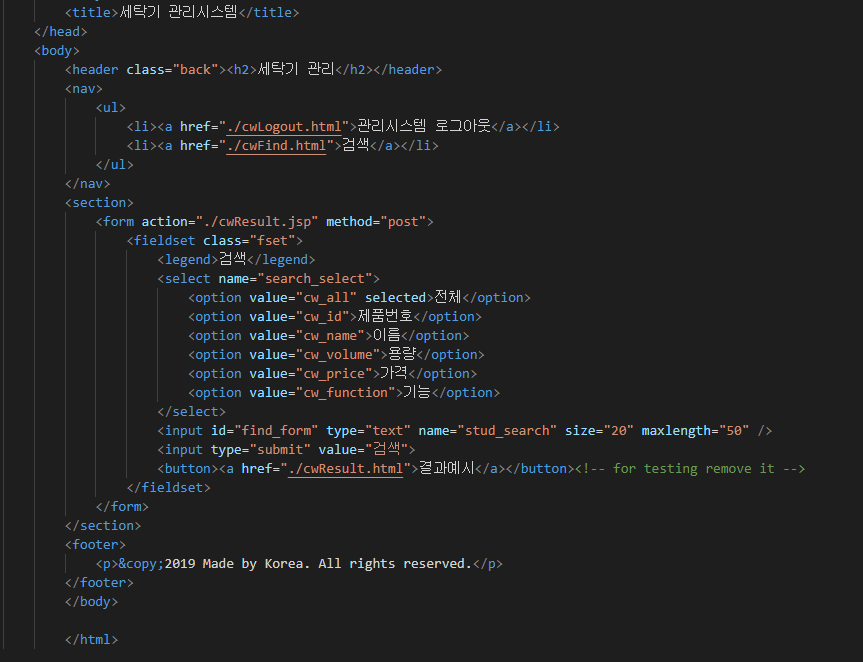 <title>세탁기 관리시스템</title>
</head>
<body>
<header class="back"><h2>세탁기 관리</h2></header>
<nav>
<ul>
<li><a href="./cwLogout.html">관리시스템 로그아웃</a></li>
<li><a href="./cwFind.html">검색</a></li>
</ul>
</nav>
<section>
<form action="./cwResult.jsp" method="post">
<fieldset class="fset">
<legend>검색</legend>
<select name="search_select">
<option value="cw_all" selected>전체</option>
<option value="cw_id">제품번호</option>
<option value="cw_name">이름</option>
<option value="cw_volume">용량</option>
<option value="cw_price">가격</option>
<option value="cw_function">기능</option>
</select>
<input id="find_form" type="text" name="stud_search" size="20" maxlength="50" />
<input type="submit" value="검색">
<button><a href="./cwResult.html">결과예시</a></button><!-- for testing remove it -->
</fieldset>
</form>
</section>
<footer>
<p>&copy;2019 Made by Korea. All rights reserved.</p>
</footer>
</body>
</html>